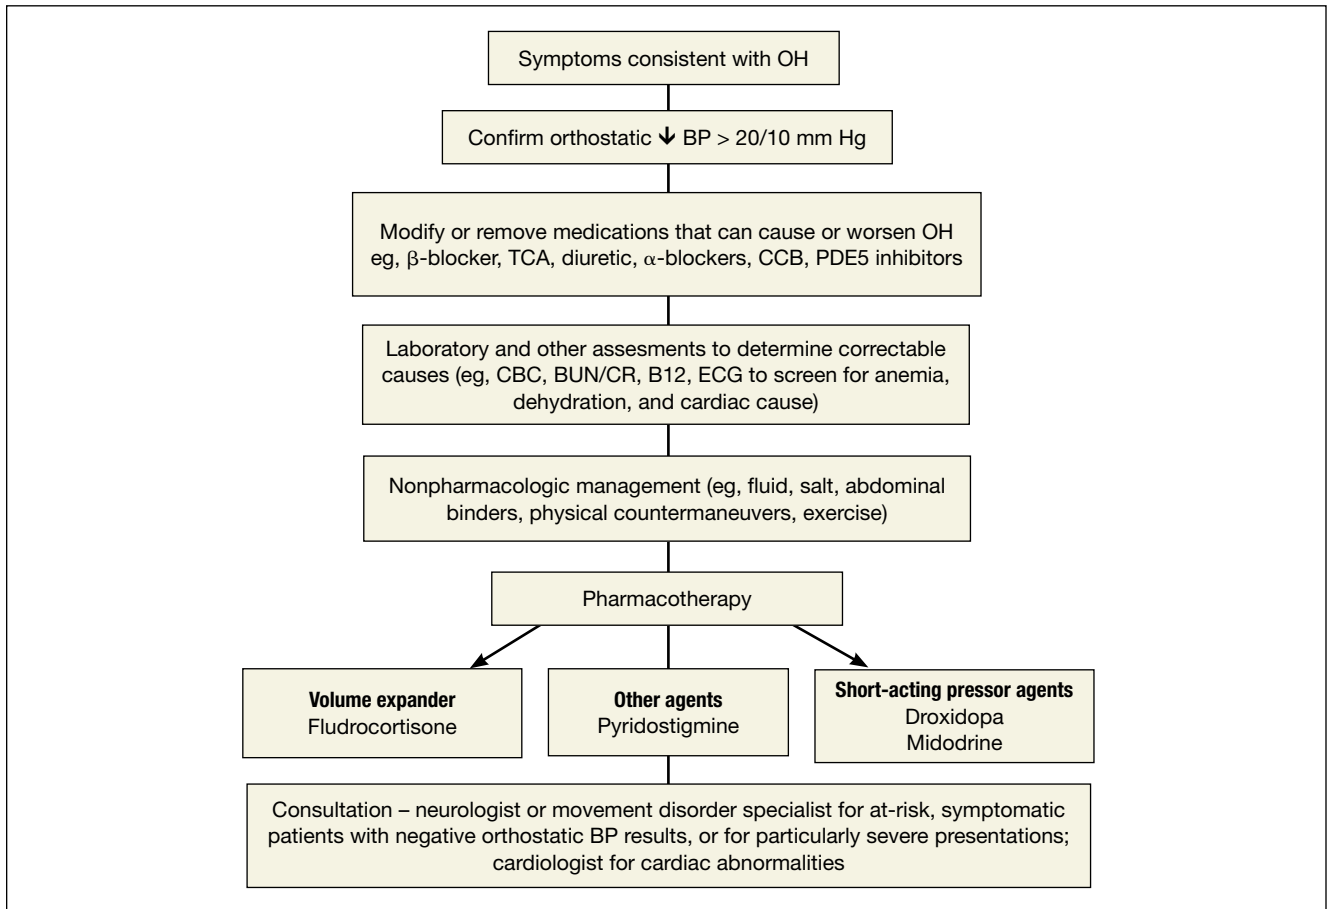 Symptoms consistent with OH
Confirm orthostatic ↓ BP > 20/10 mm Hg
Modify or remove medications that can cause or worsen OH
eg, β-blocker, TCA, diuretic, α-blockers, CCB, PDE5 inhibitors
Laboratory and other assesments to determine correctable
causes (eg, CBC, BUN/CR, B12, ECG to screen for anemia,
dehydration, and cardiac cause)
Nonpharmacologic management (eg, fluid, salt, abdominal
binders, physical countermaneuvers, exercise)
Pharmacotherapy
Volume expander
Fludrocortisone
Other agents
Pyridostigmine
Short-acting pressor agents
Droxidopa
Midodrine
Consultation – neurologist or movement disorder specialist for at-risk, symptomatic
patients with negative orthostatic BP results, or for particularly severe presentations;
cardiologist for cardiac abnormalities